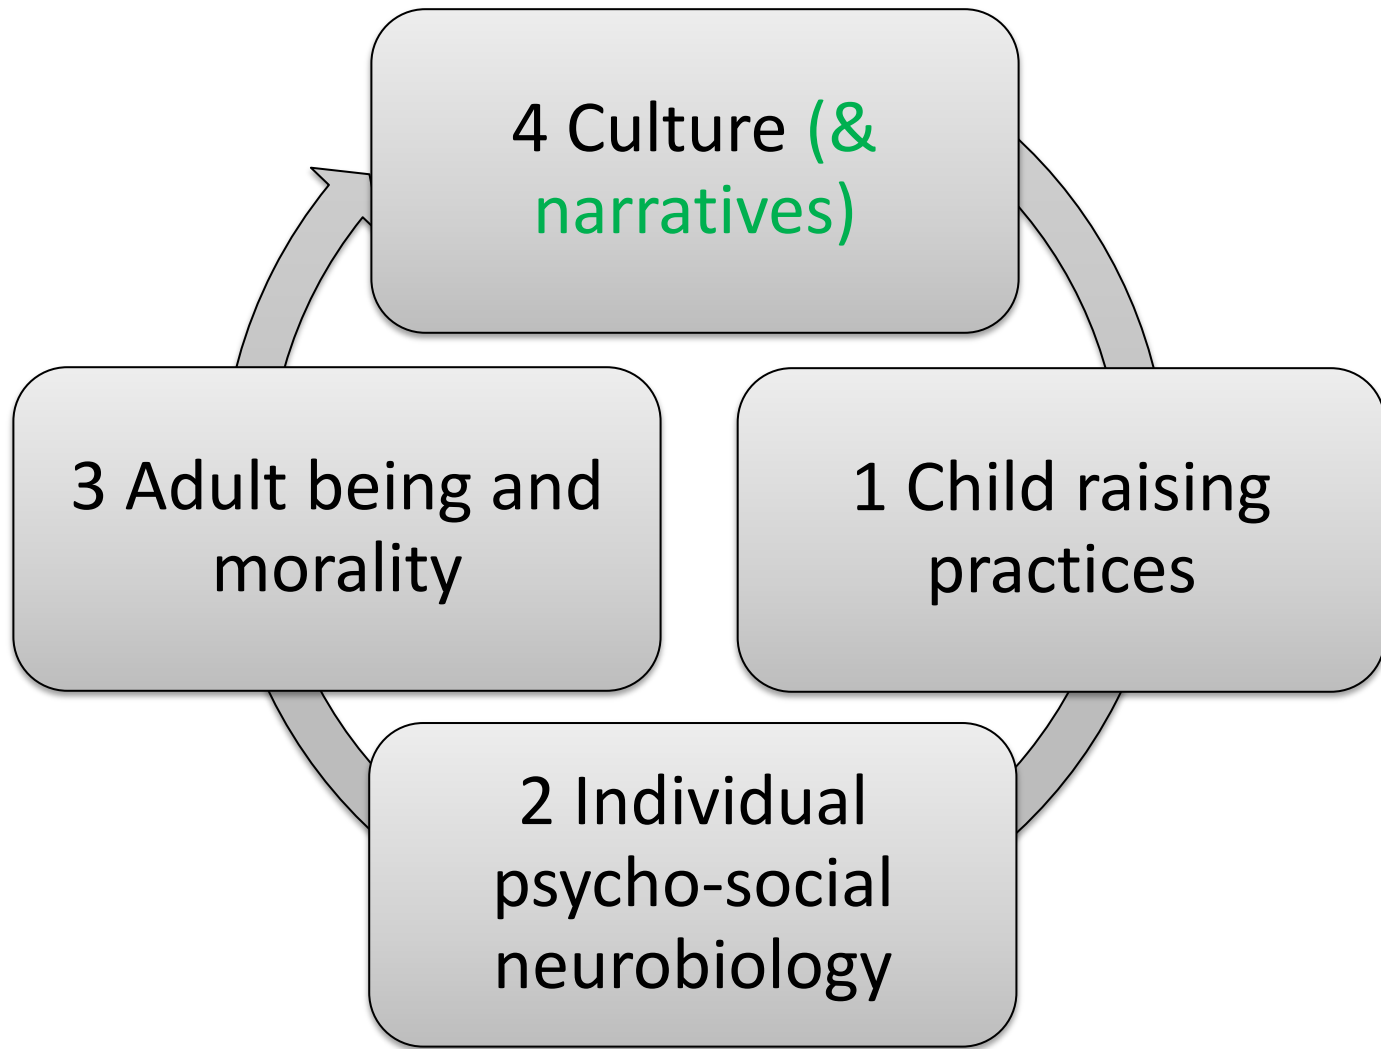 4 Culture (&
narratives)
3 Adult being and
morality
1 Child raising
practices
2 Individual
psycho-social
neurobiology